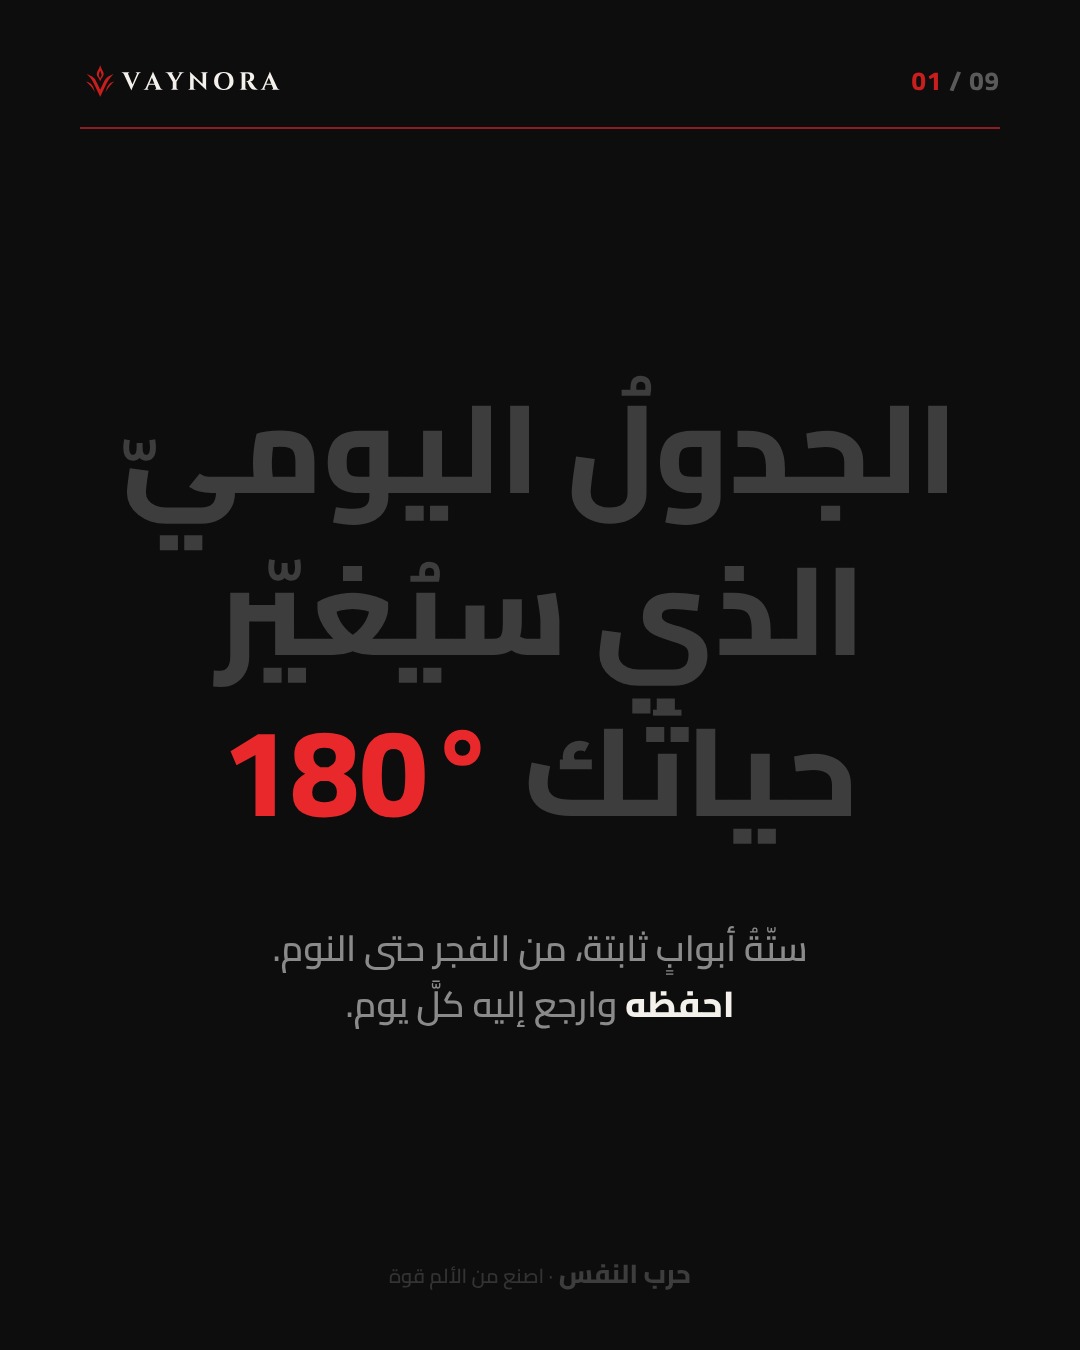 VAYNORA
01 / 09
الجدولُ اليوميّ
الذي سيُغيّر
حياتَك 180°
ستّةُ أبوابٍ ثابتة، من الفجر حتى النوم.
احفظه وارجع إليه كلَّ يوم.
حرب النفس · اصنع من الألم قوة